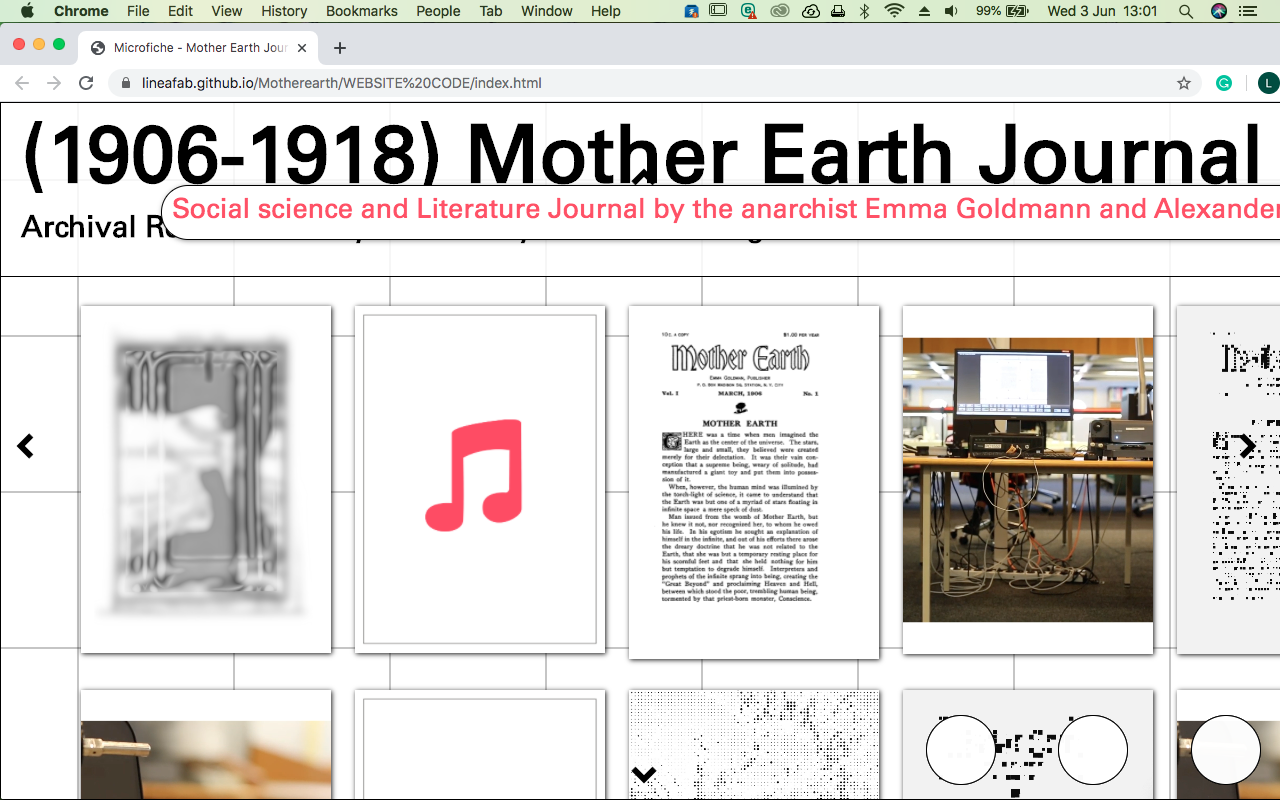 Chrome File Edit View History Bookmarks People Tab Window Help 99% Wed 3 Jun 13:01
Microfiche - Mother Earth Jour
lineafab.github.io/Motherearth/WEBSITE%20CODE/index.html
L
(1906-1918) Mother Earth Journal
Social science and Literature Journal by the anarchist Emma Goldmann and Alexander
Archival
10c. A COPY $1.00 PER YEAR
Mother Earth
EMMA GOLDMAN, PUBLISHER
P. O. BOX MADISON SQ. STATION, N. Y. CITY
Vol. I MARCH, 1906 No. 1
MOTHER EARTH
THERE was a time when men imagined the
Earth as the center of the universe. The stars,
large and small, they believed were created
merely for their delectation. It was their vain con-
ception that a supreme being, weary of solitude, had
manufactured a giant toy and put them into posses-
sion of it.
When, however, the human mind was illumined by
the torch-light of science, it came to understand that
the Earth was but one of a myriad of stars floating in
infinite space a mere speck of dust.
Man issued from the womb of Mother Earth, but
he knew it not, nor recognized her, to whom he owed
his life. In his egotism he sought an explanation of
himself in the infinite, and out of his efforts there arose
the dreary doctrine that he was not related to the
Earth, that she was but a temporary resting place for
his scornful feet and that she held nothing for him
but temptation to degrade himself. Interpreters and
prophets of the infinite sprang into being, creating the
"Great Beyond" and proclaiming Heaven and Hell,
between which stood the poor, trembling human being,
tormented by that priest-born monster, Conscience.